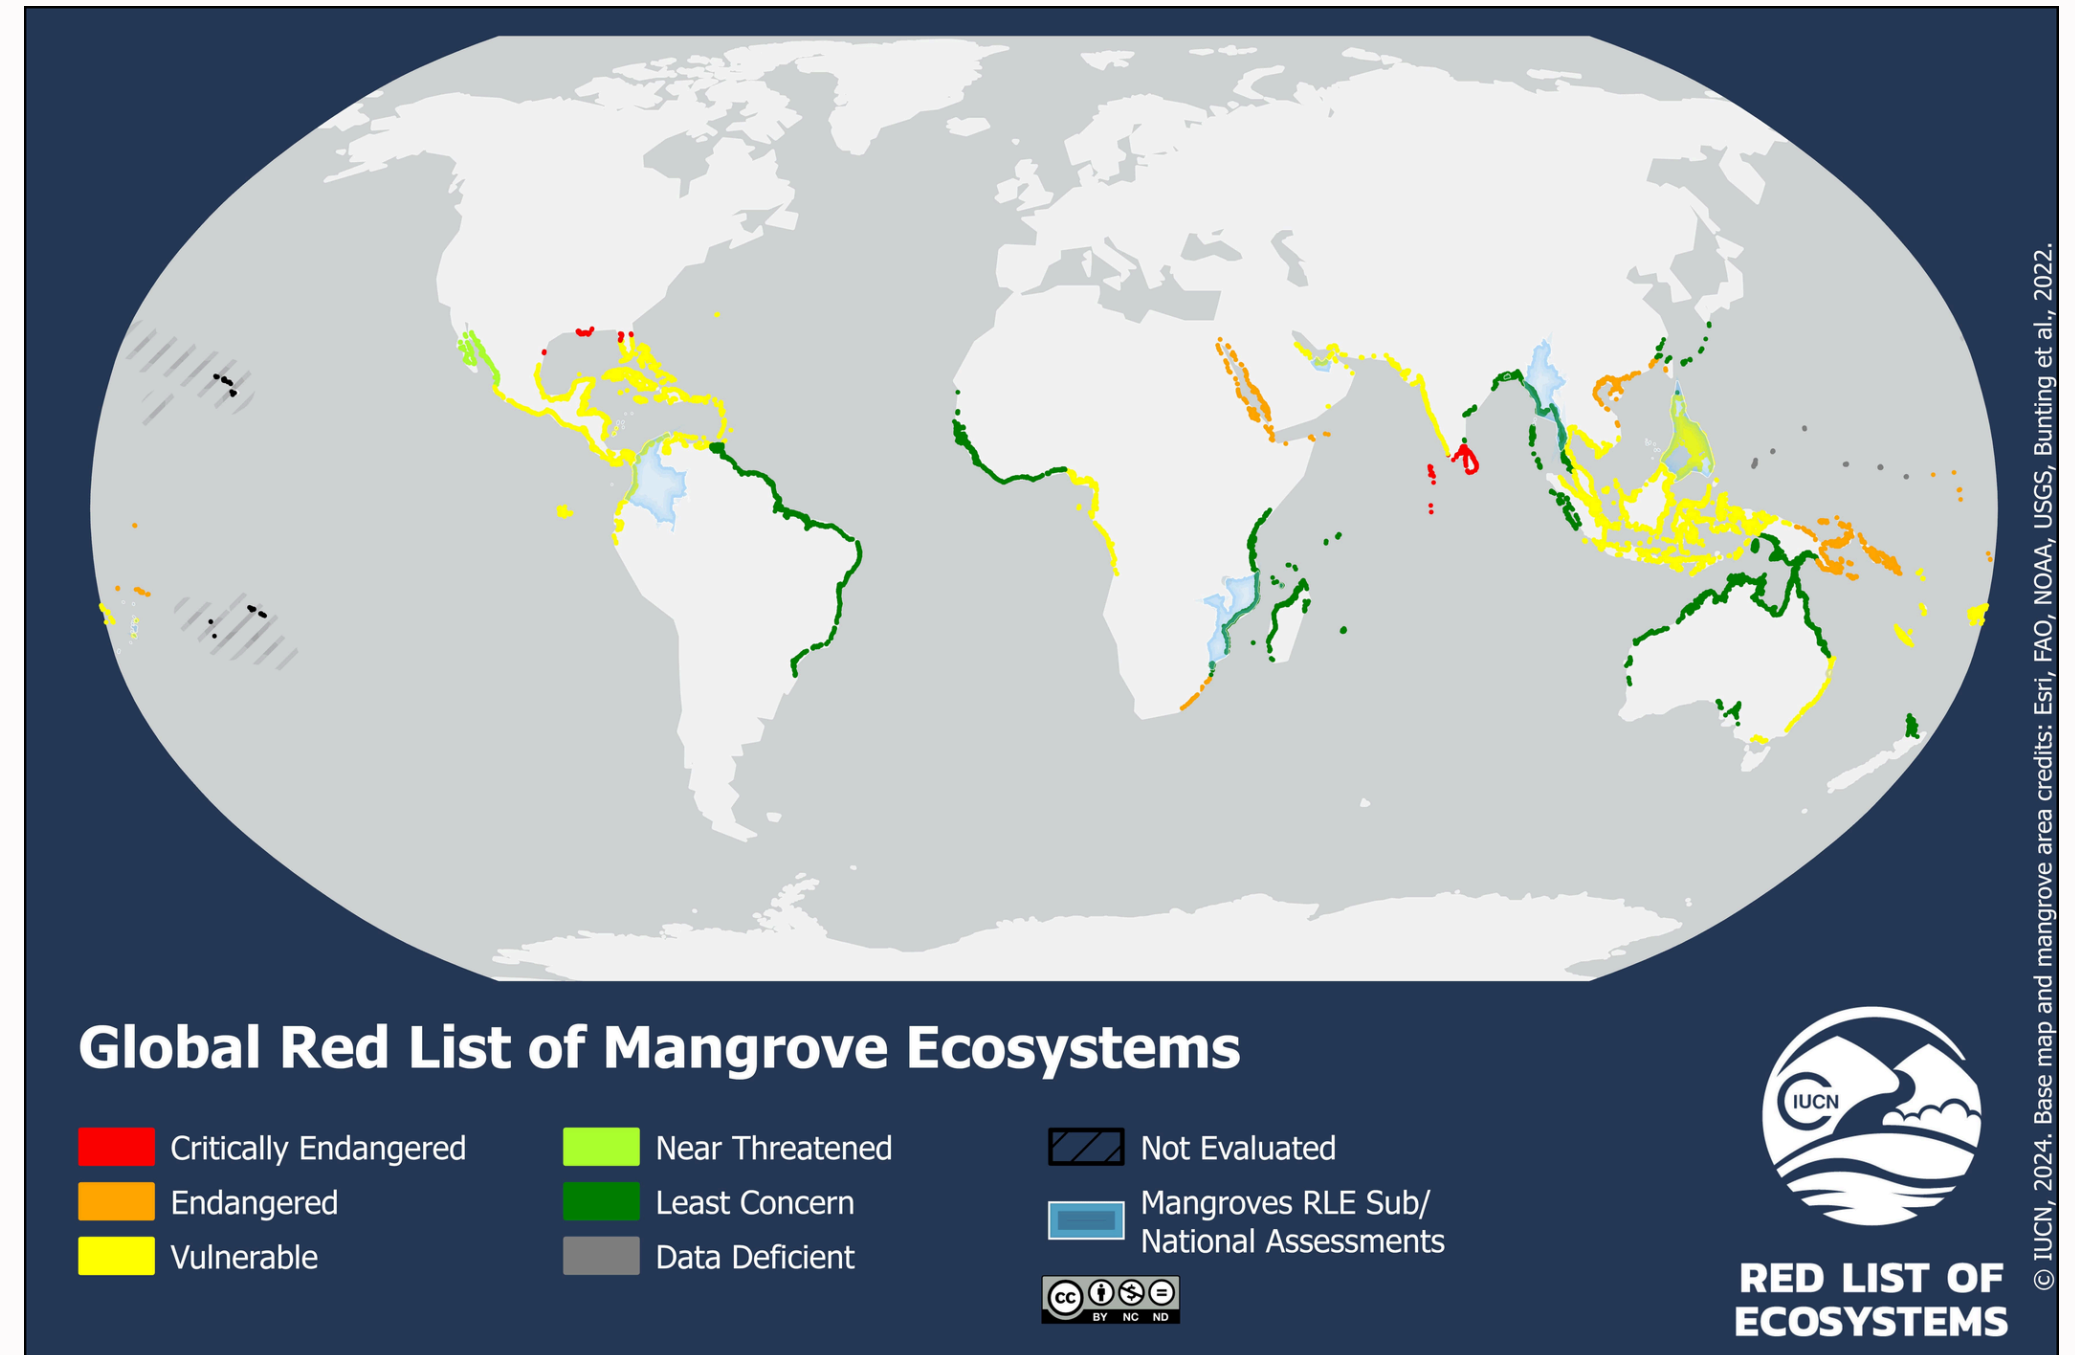 Global Red List of Mangrove Ecosystems
Critically Endangered
Endangered
Vulnerable
Near Threatened
Least Concern
Data Deficient
Not Evaluated
Mangroves RLE Sub/
National Assessments
cc
BY NC ND
IUCN
RED LIST OF
ECOSYSTEMS
© IUCN, 2024. Base map and mangrove area credits: Esri, FAO, NOAA, USGS, Bunting et al., 2022.